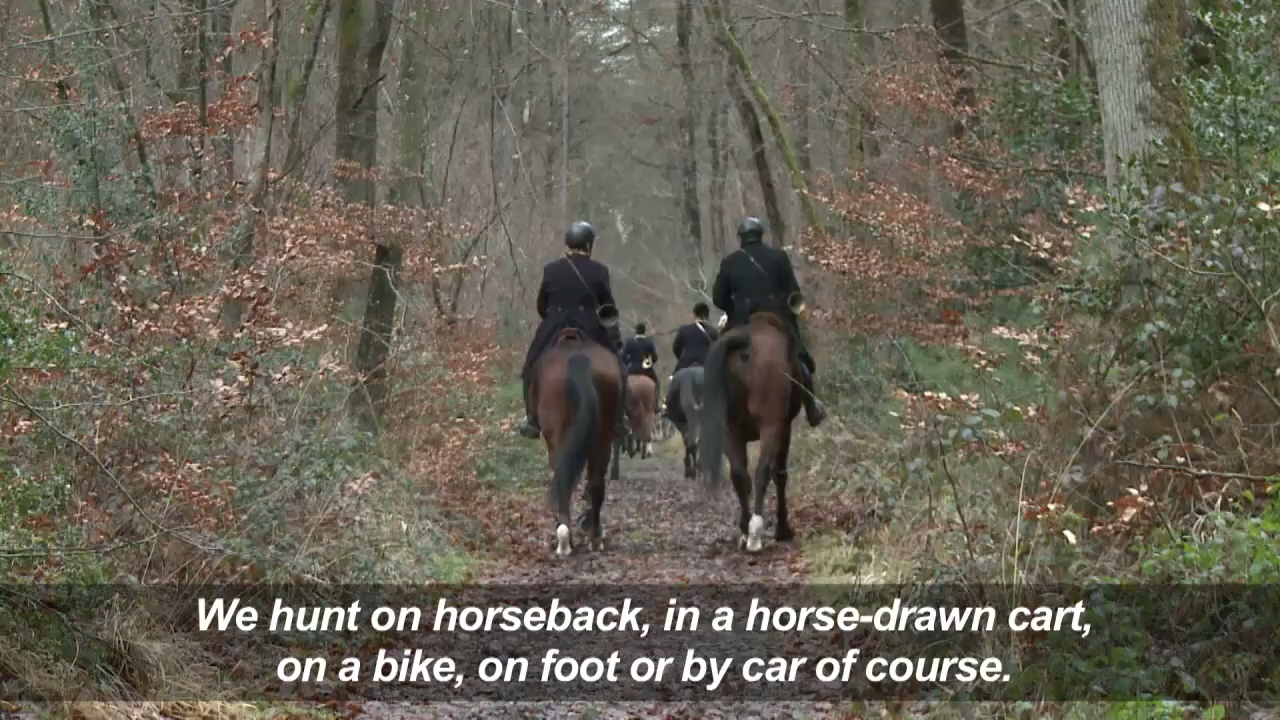 We hunt on horseback, in a horse-drawn cart,
on a bike, on foot or by car of course.